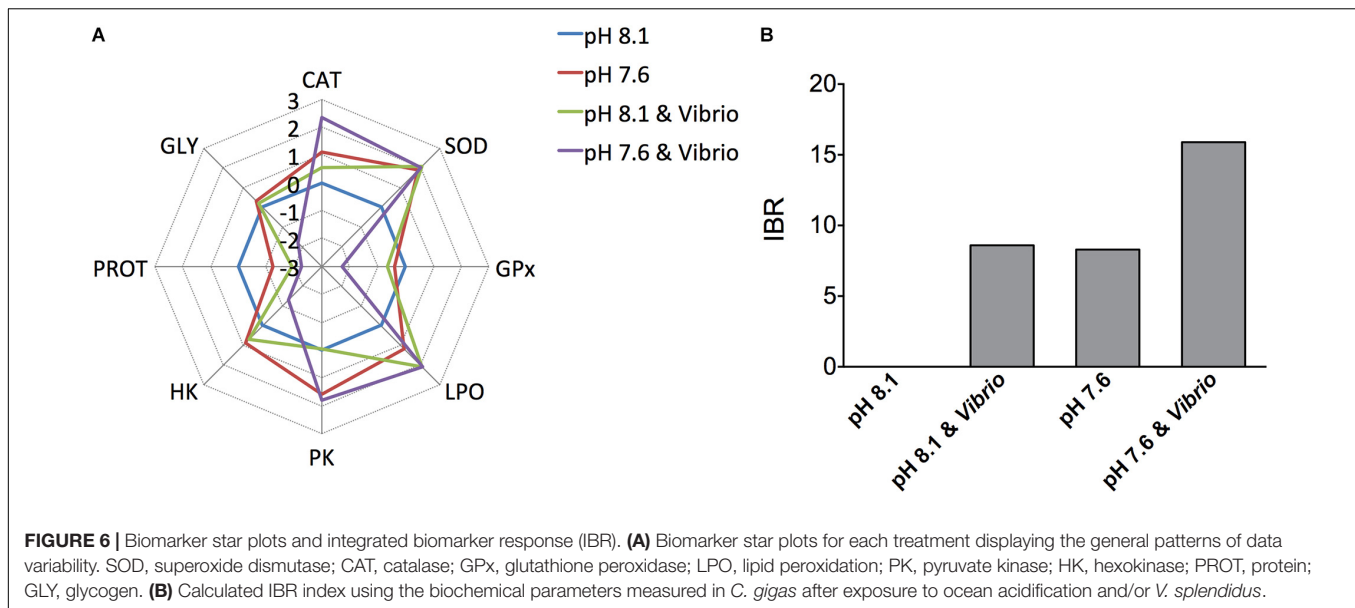 A
pH 8.1
pH 7.6
pH 8.1 & Vibrio
pH 7.6 & Vibrio
CAT
SOD
GPx
LPO
PK
HK
PROT
GLY
3
2
1
0
-1
-2
-3
B
20
15
10
5
0
IBR
pH 8.1
pH 8.1 & Vibrio
pH 7.6
pH 7.6 & Vibrio
FIGURE 6 | Biomarker star plots and integrated biomarker response (IBR). (A) Biomarker star plots for each treatment displaying the general patterns of data
variability. SOD, superoxide dismutase; CAT, catalase; GPx, glutathione peroxidase; LPO, lipid peroxidation; PK, pyruvate kinase; HK, hexokinase; PROT, protein;
GLY, glycogen. (B) Calculated IBR index using the biochemical parameters measured in C. gigas after exposure to ocean acidification and/or V. splendidus.